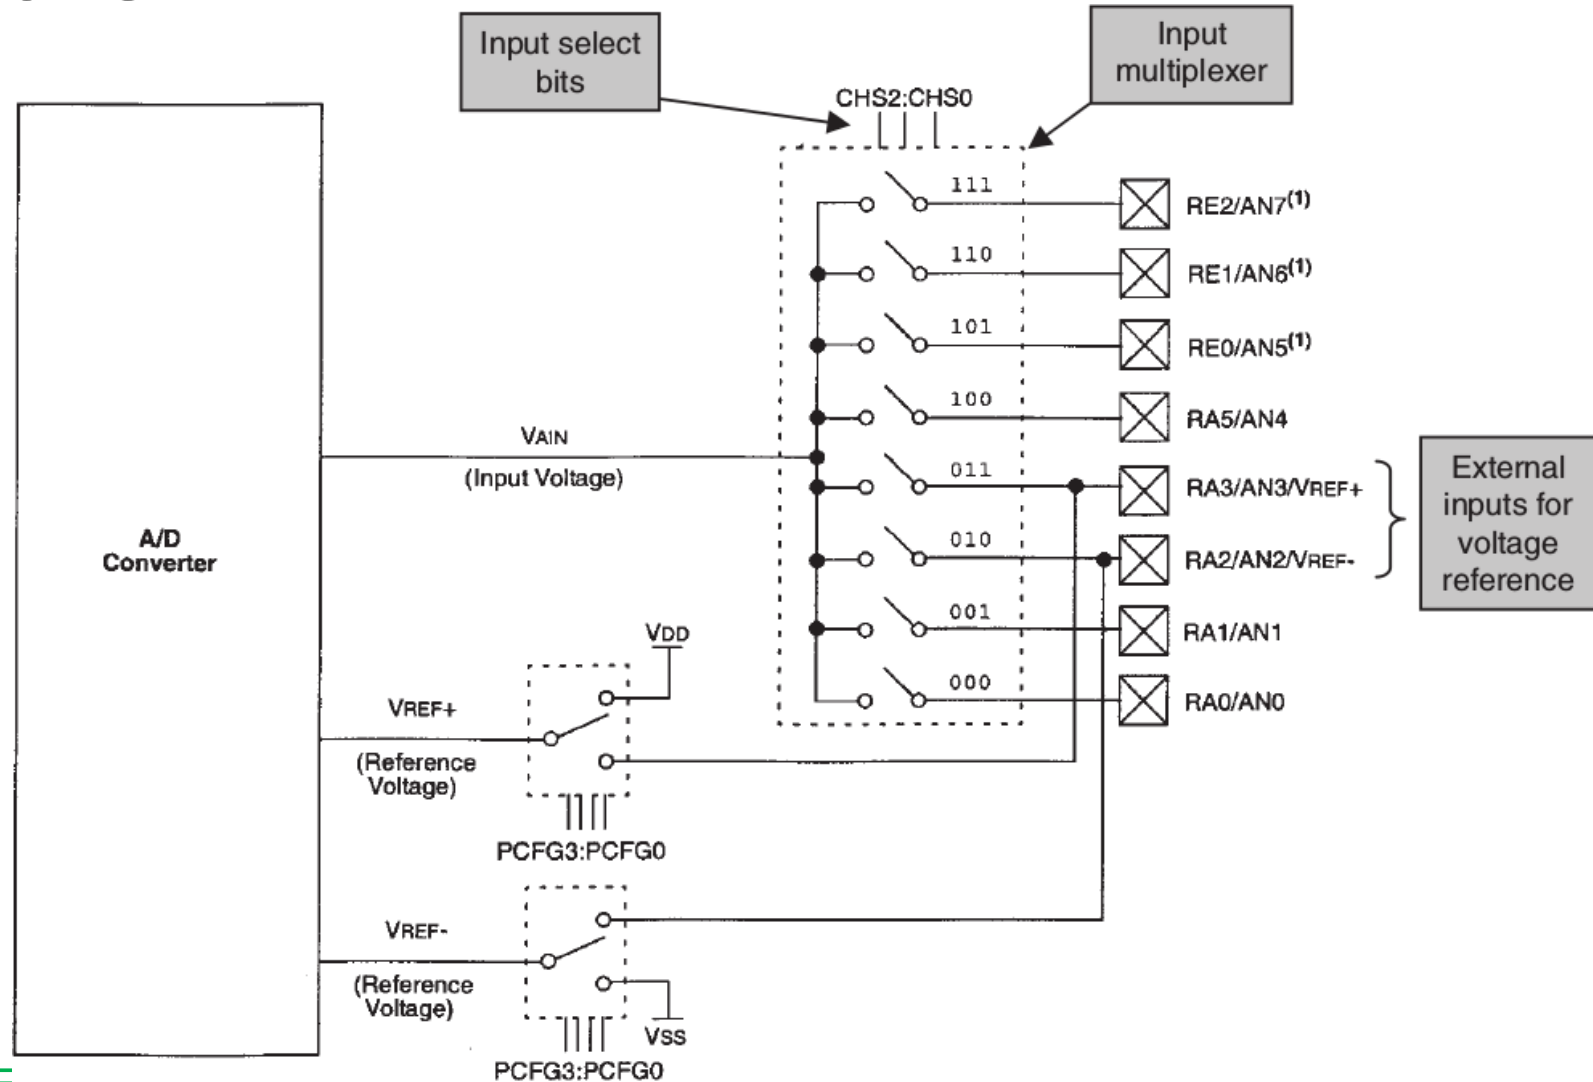 Input select
bits
Input
multiplexer
CHS2:CHS0
111
RE2/AN7(1)
110
RE1/AN6(1)
101
RE0/AN5(1)
100
RA5/AN4
VAIN
(Input Voltage)
011
RA3/AN3/VREF+
External
inputs for
voltage
reference
A/D
Converter
010
RA2/AN2/VREF-
001
RA1/AN1
VDD
000
RA0/AN0
VREF+
(Reference
Voltage)
PCFG3:PCFG0
VREF-
(Reference
Voltage)
VSS
PCFG3:PCFG0